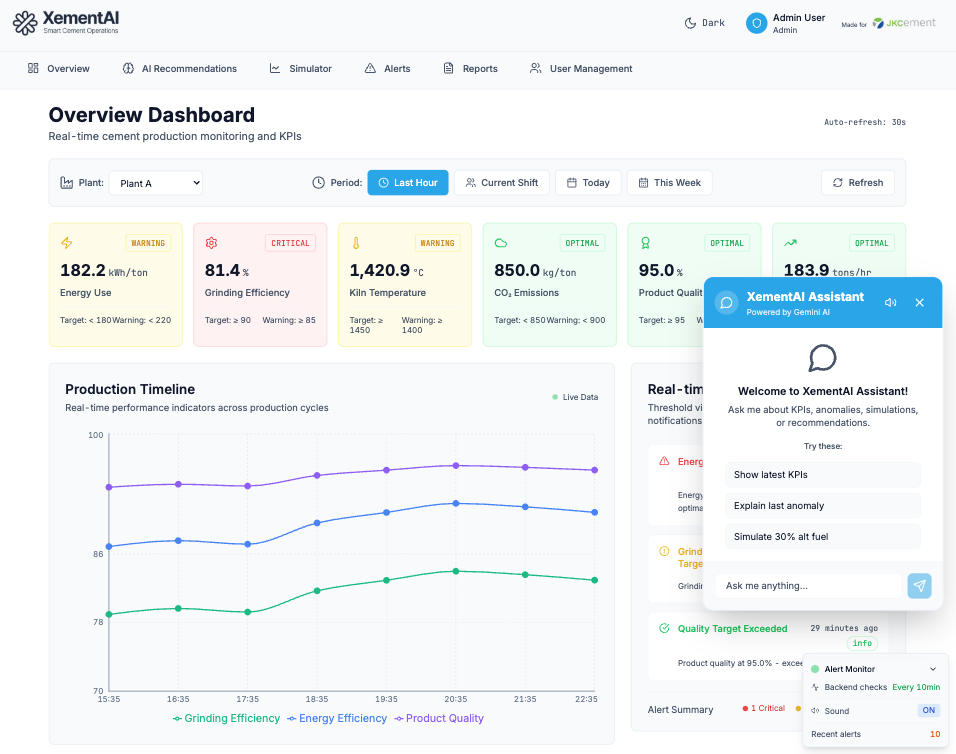 XementAI
Smart Cement Operations
Dark
Admin User
Admin
Made for
JKcement
Overview
AI Recommendations
Simulator
Alerts
Reports
User Management
Overview Dashboard
Real-time cement production monitoring and KPIs
Auto-refresh: 30s
Plant:
Plant A
Period:
Last Hour
Current Shift
Today
This Week
Refresh
WARNING
182.2 kWh/ton
Energy Use
Target: < 180
Warning: < 220
CRITICAL
81.4 %
Grinding Efficiency
Target: ≥ 90
Warning: ≥ 85
WARNING
1,420.9 °C
Kiln Temperature
Target: ≥
1450
Warning: ≥
1400
OPTIMAL
850.0 kg/ton
CO₂ Emissions
Target: < 850
Warning: < 900
OPTIMAL
95.0 %
Product Qualit
Target: ≥ 95
OPTIMAL
183.9 tons/hr
Production Timeline
Real-time performance indicators across production cycles
Live Data
100
86
78
70
15:35
16:35
17:35
18:35
19:35
20:35
21:35
22:35
Grinding Efficiency
Energy Efficiency
Product Quality
Real-tim
Threshold vi
notifications
Energ
Energy
optima
Grind
Targe
Grindi
Quality Target Exceeded
29 minutes ago
info
Product quality at 95.0% - excee
Alert Summary
1 Critical
XementAI Assistant
Powered by Gemini AI
Welcome to XementAI Assistant!
Ask me about KPIs, anomalies, simulations,
or recommendations.
Try these:
Show latest KPIs
Explain last anomaly
Simulate 30% alt fuel
Ask me anything...
Alert Monitor
Backend checks
Every 10min
Sound
ON
Recent alerts
10